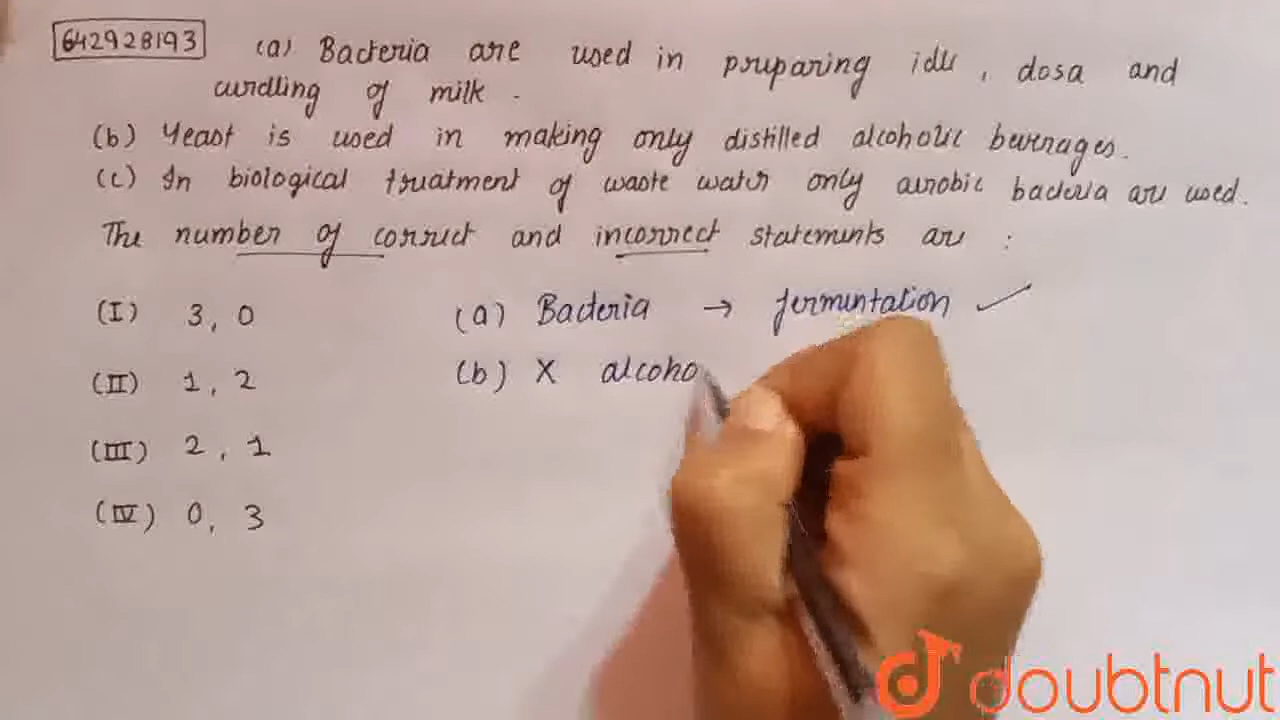 642928193
(a) Bacteria are used in preparing idli, dosa and
curdling of milk.
(b) Yeast is used in making only distilled alcoholic beverages.
(c) In biological treatment of waste water only aerobic bacteria are used.
The number of correct and incorrect statements are :
(I) 3, 0
(a) Bacteria → fermentation ✓
(II) 1, 2
(b) X alcoho
(III) 2, 1
(IV) 0, 3
doubtnut